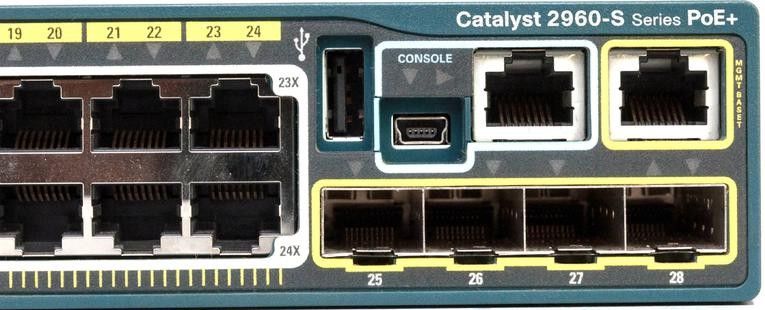 Catalyst 2960-S Series PoE+
19 20 21 22 23 24
CONSOLE
23X
MGMT BASET
24X
25 26 27 28